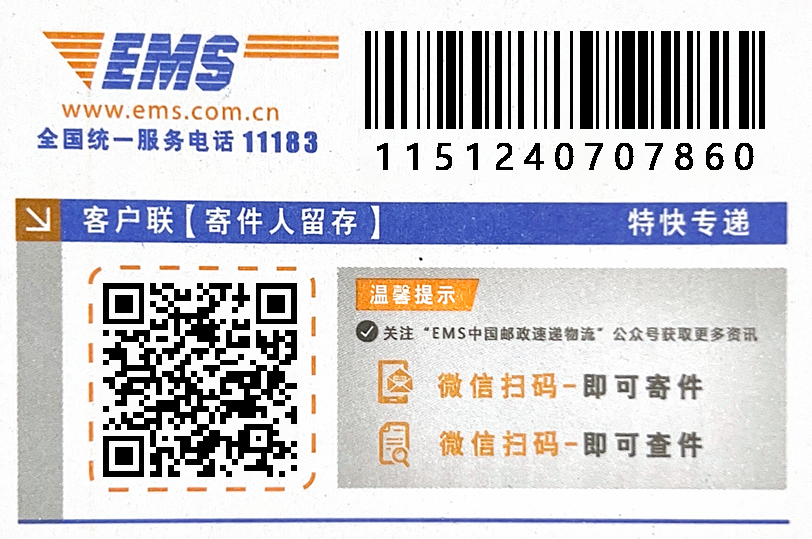 EMS
www.ems.com.cn
全国统一服务电话 11183
1151240707860
客户联【寄件人留存】
特快专递
温馨提示
关注“EMS中国邮政速递物流”公众号获取更多资讯
微信扫码-即可寄件
微信扫码-即可查件